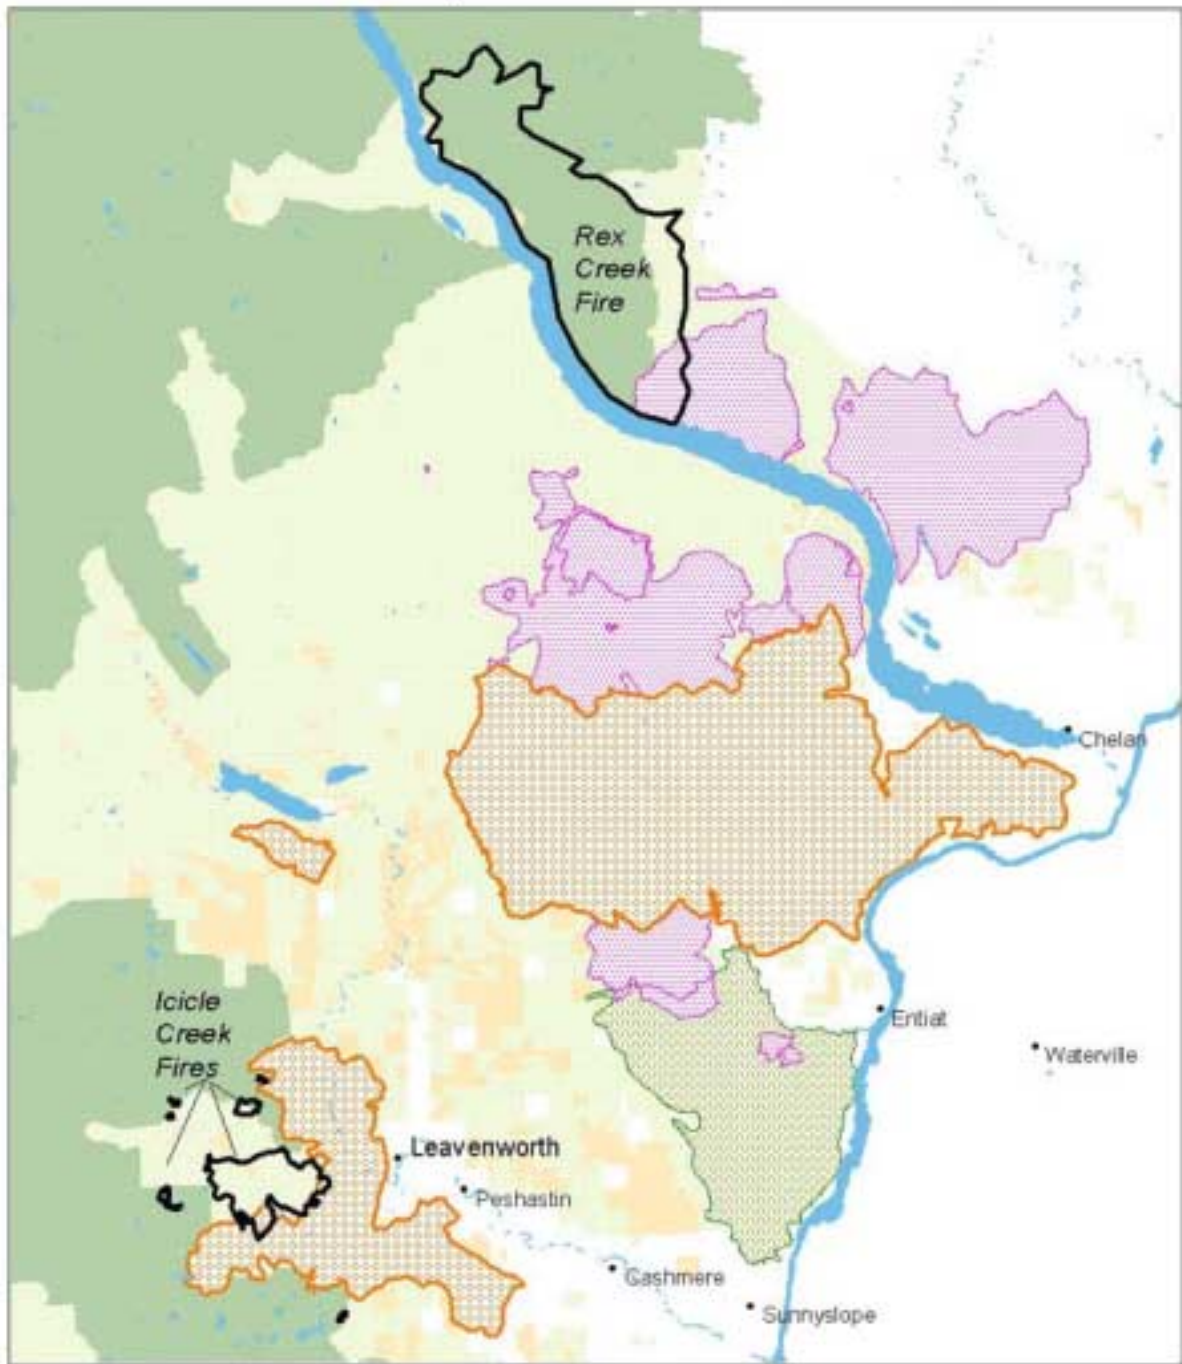 Rex
Creek
Fire
Chelan
Icicle
Creek
Fires
Entiat
Waterville
Leavenworth
Peshastin
Cashmere
Sunnyslope